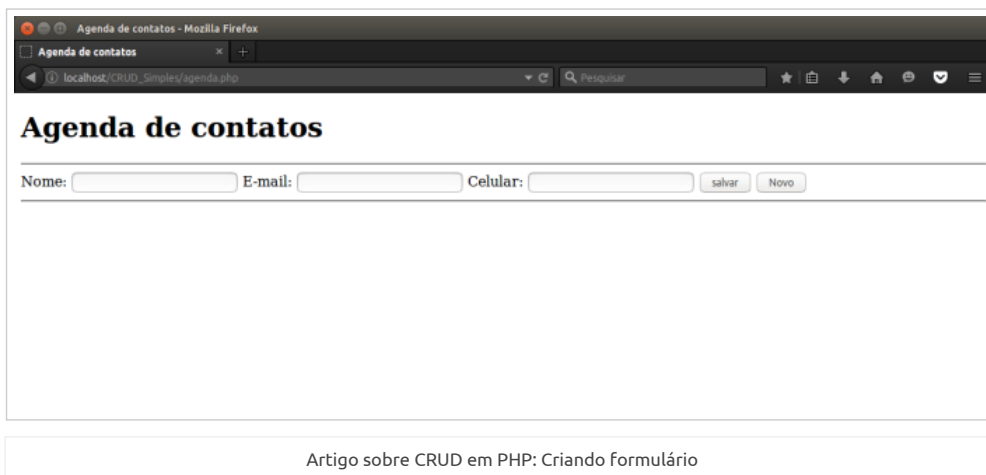 Agenda de contatos - Mozilla Firefox
Agenda de contatos
localhost/CRUD_Simples/agenda.php
Pesquisar
Agenda de contatos
Nome: E-mail: Celular: salvar Novo
Artigo sobre CRUD em PHP: Criando formulário